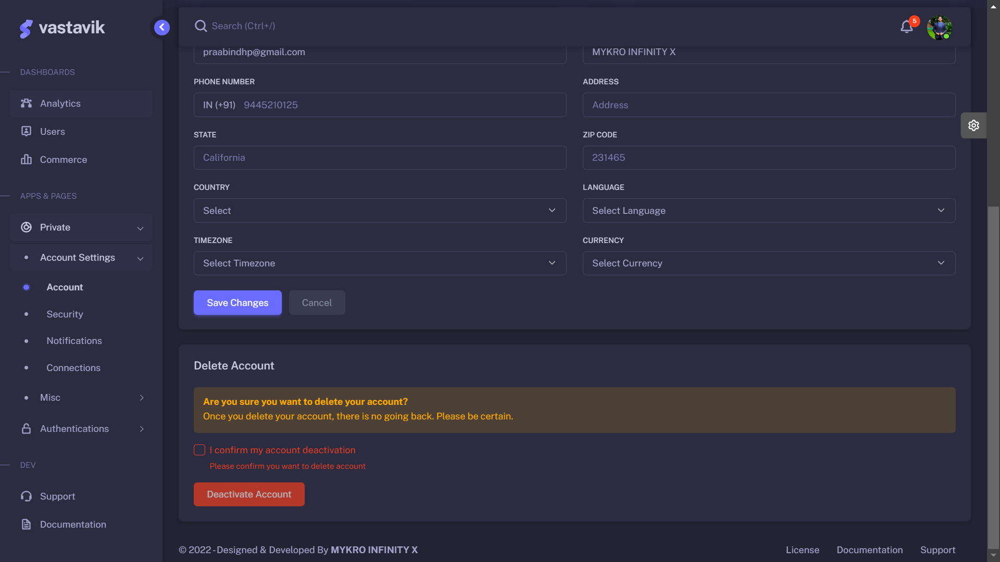 vastavik
DASHBOARDS
Analytics
Users
Commerce
APPS & PAGES
Private
Account Settings
Account
Security
Notifications
Connections
Misc
Authentications
DEV
Support
Documentation
Search (Ctrl+/)
5
praabindhp@gmail.com
MYKRO INFINITY X
PHONE NUMBER
ADDRESS
IN (+91) 9445210125
Address
STATE
ZIP CODE
California
231465
COUNTRY
LANGUAGE
Select
Select Language
TIMEZONE
CURRENCY
Select Timezone
Select Currency
Save Changes
Cancel
Delete Account
Are you sure you want to delete your account?
Once you delete your account, there is no going back. Please be certain.
I confirm my account deactivation
Please confirm you want to delete account
Deactivate Account
© 2022 - Designed & Developed By MYKRO INFINITY X
License
Documentation
Support